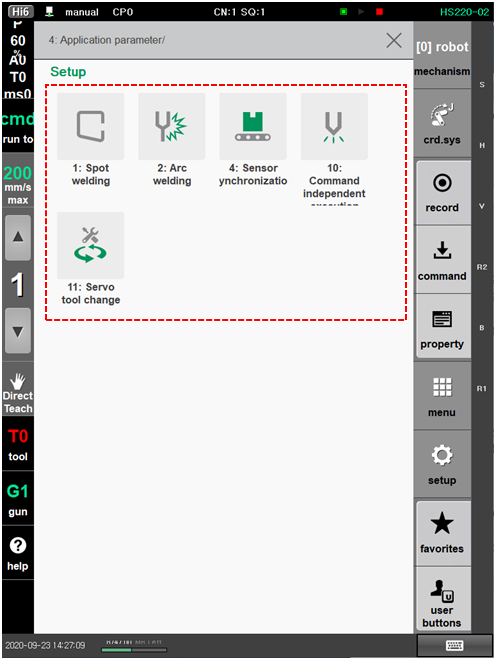 Hi6 manual CP0 CN:1 SQ:1 HS220-02
4: Application parameter/
[0] robot
mechanism
Setup
60
%
A0
T0
ms0
cmd
run to
200
mm/s
max
1
Direct
Teach
T0
tool
G1
gun
help
1: Spot
welding
2: Arc
welding
4: Sensor
ynchronizatio
10:
Command
independent
execution
11: Servo
tool change
crd.sys
record
command
property
menu
setup
favorites
user
buttons
S
H
V
R2
B
R1
2020-09-23 14:27:09